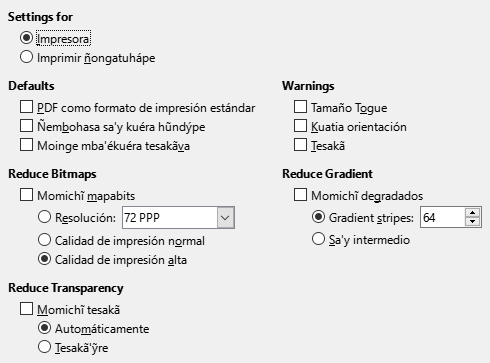 Settings for
Impresora
Imprimir ñongatuhápe
Defaults
PDF como formato de impresión estándar
Ñembohasa sa'y kuéra hũndýpe
Moinge mba'ékuéra tesakãva
Warnings
Tamaño Togue
Kuatia orientación
Tesakã
Reduce Bitmaps
Momichĩ mapabits
Resolución: 72 PPP
Calidad de impresión normal
Calidad de impresión alta
Reduce Gradient
Momichĩ degradados
Gradient stripes: 64
Sa'y intermedio
Reduce Transparency
Momichĩ tesakã
Automáticamente
Tesakã'ỹre